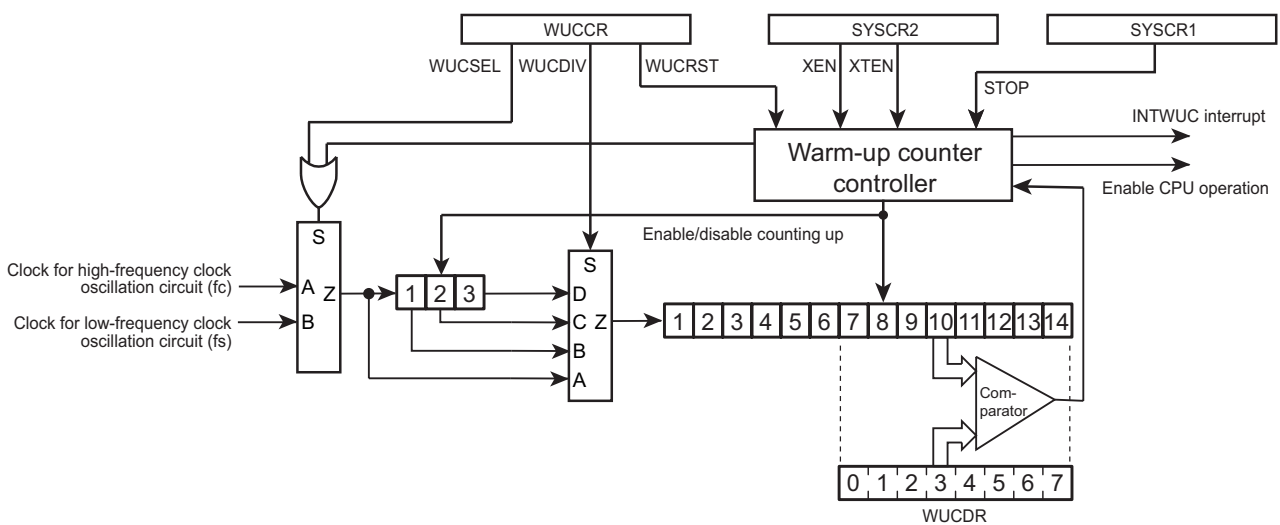 WUCCR
SYSCR2
SYSCR1
WUCSEL
WUCDIV
WUCRST
XEN
XTEN
STOP
INTWUC interrupt
Warm-up counter
controller
Enable CPU operation
Enable/disable counting up
S
Clock for high-frequency clock
oscillation circuit (fc)
A
Z
Clock for low-frequency clock
oscillation circuit (fs)
B
1 2 3
S
D
C
Z
B
A
1 2 3 4 5 6 7 8 9 10 11 12 13 14
Com-
parator
0 1 2 3 4 5 6 7
WUCDR